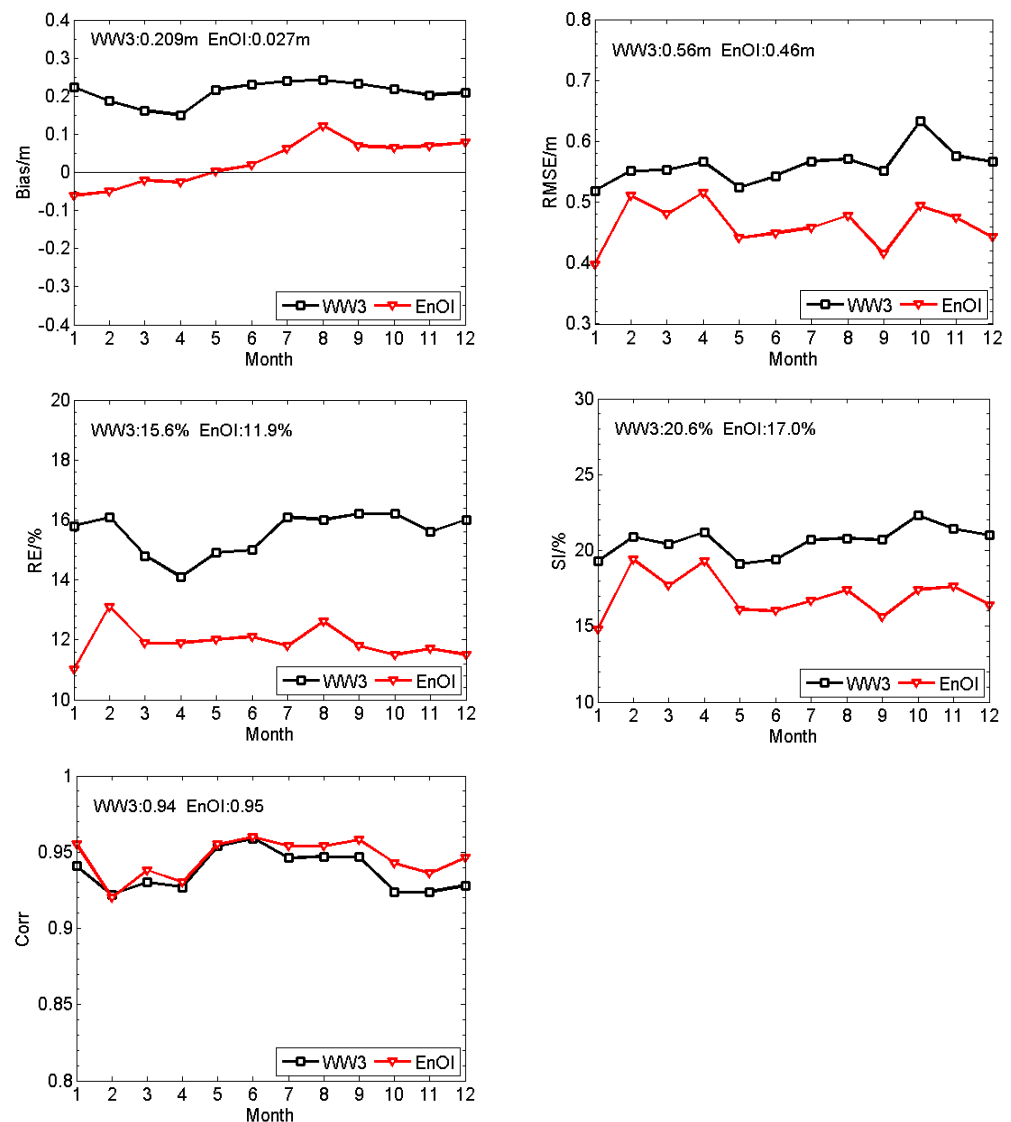 WW3:0.209m EnOI:0.027m
Bias/m
0.4
0.3
0.2
0.1
0
-0.1
-0.2
-0.3
-0.4
WW3 EnOI
1 2 3 4 5 6 7 8 9 10 11 12
Month
WW3:0.56m EnOI:0.46m
RMSE/m
0.8
0.7
0.6
0.5
0.4
0.3
WW3 EnOI
1 2 3 4 5 6 7 8 9 10 11 12
Month
WW3:15.6% EnOI:11.9%
RE/%
20
18
16
14
12
10
WW3 EnOI
1 2 3 4 5 6 7 8 9 10 11 12
Month
WW3:20.6% EnOI:17.0%
SI/%
30
25
20
15
10
WW3 EnOI
1 2 3 4 5 6 7 8 9 10 11 12
Month
WW3:0.94 EnOI:0.95
Corr
1
0.95
0.9
0.85
0.8
WW3 EnOI
1 2 3 4 5 6 7 8 9 10 11 12
Month